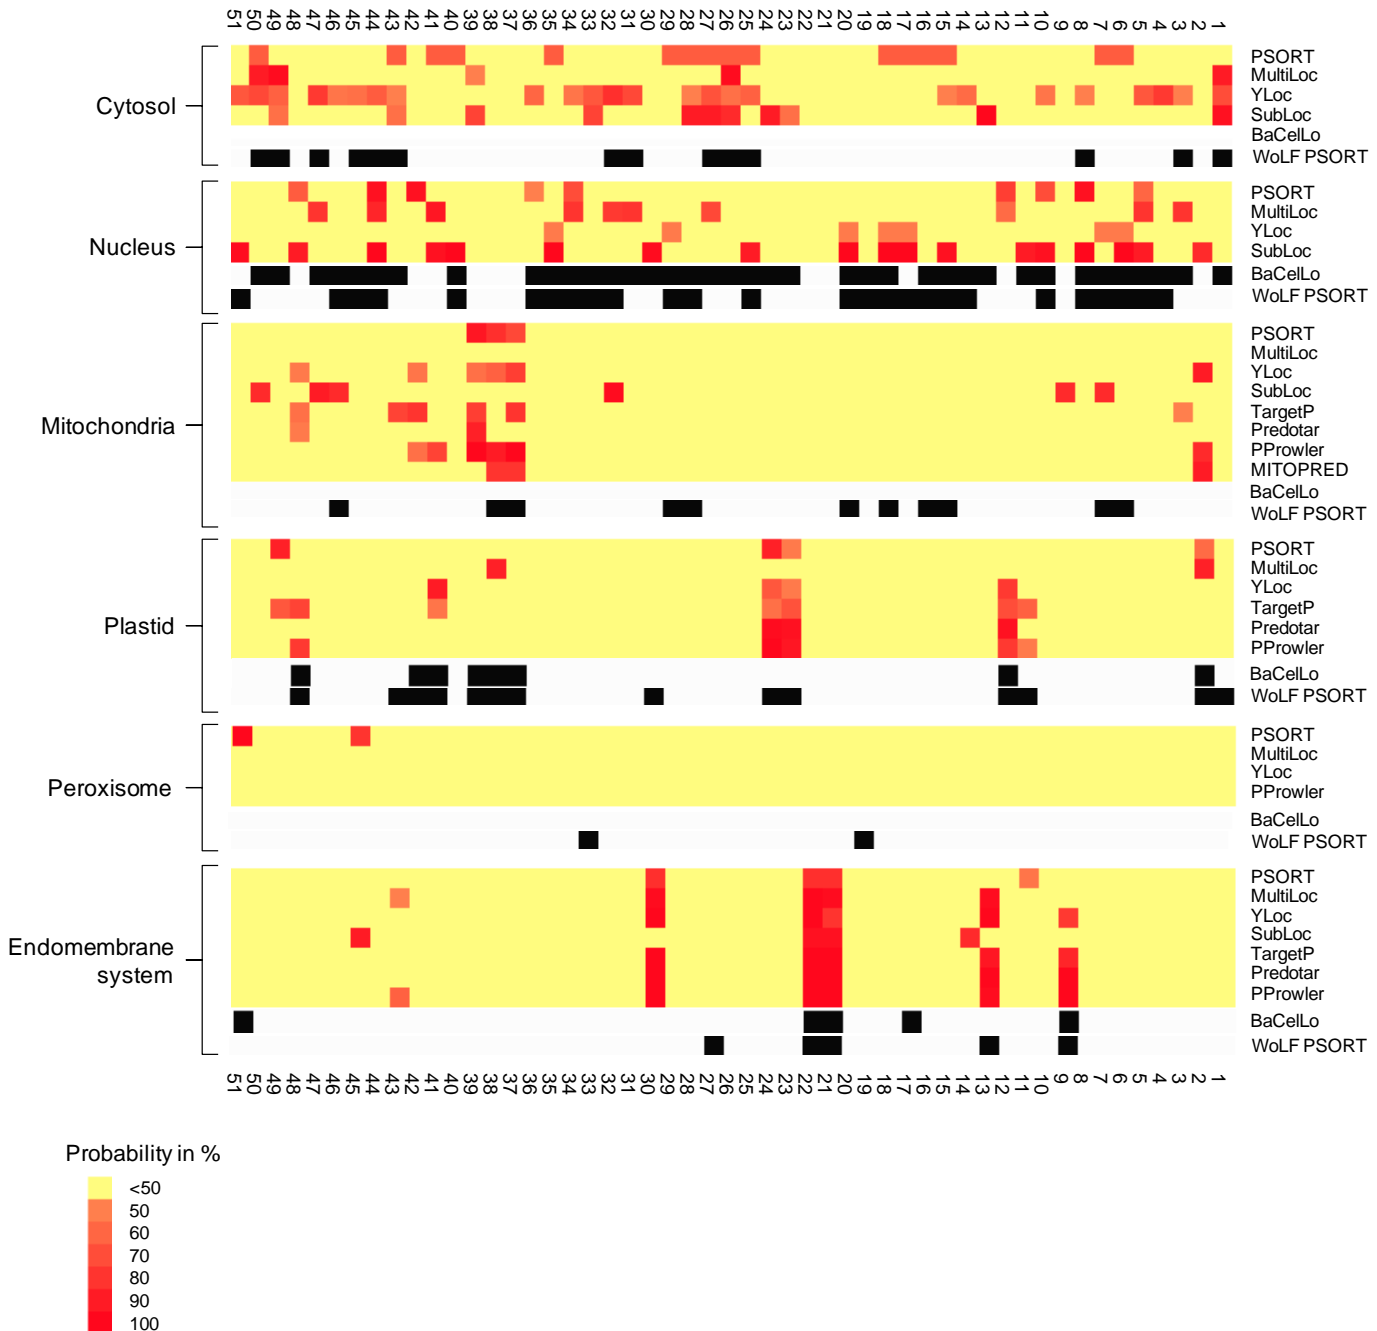 51 50 49 48 47 46 45 44 43 42 41 40 39 38 37 36 35 34 33 32 31 30 29 28 27 26 25 24 23 22 21 20 19 18 17 16 15 14 13 12 11 10 9 8 7 6 5 4 3 2 1
Cytosol
PSORT
MultiLoc
YLoc
SubLoc
BaCelLo
WoLF PSORT
Nucleus
PSORT
MultiLoc
YLoc
SubLoc
BaCelLo
WoLF PSORT
Mitochondria
PSORT
MultiLoc
YLoc
SubLoc
TargetP
Predotar
PProwler
MITOPRED
BaCelLo
WoLF PSORT
Plastid
PSORT
MultiLoc
YLoc
TargetP
Predotar
PProwler
BaCelLo
WoLF PSORT
Peroxisome
PSORT
MultiLoc
YLoc
PProwler
BaCelLo
WoLF PSORT
Endomembrane
system
PSORT
MultiLoc
YLoc
SubLoc
TargetP
Predotar
PProwler
BaCelLo
WoLF PSORT
51 50 49 48 47 46 45 44 43 42 41 40 39 38 37 36 35 34 33 32 31 30 29 28 27 26 25 24 23 22 21 20 19 18 17 16 15 14 13 12 11 10 9 8 7 6 5 4 3 2 1
Probability in %
<50
50
60
70
80
90
100